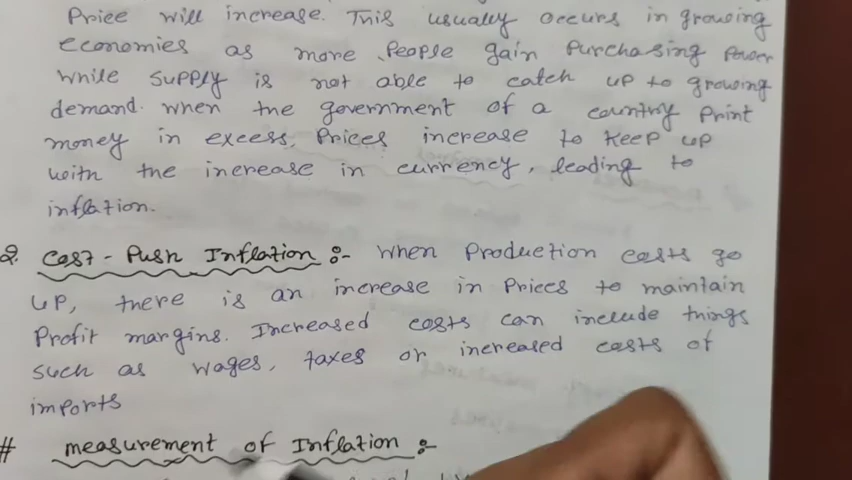 Price will increase. This usually occurs in growing
economies as more People gain Purchasing Power
while supply is not able to catch up to growing
demand. when the government of a country Print
money in excess, Prices increase to keep up
with the increase in currency, leading to
inflation.
2. Cost-Push Inflation :- when Production costs go
up, there is an increase in Prices to maintain
Profit margins. Increased costs can include things
such as wages, taxes or increased costs of
imports
# measurement of Inflation :-